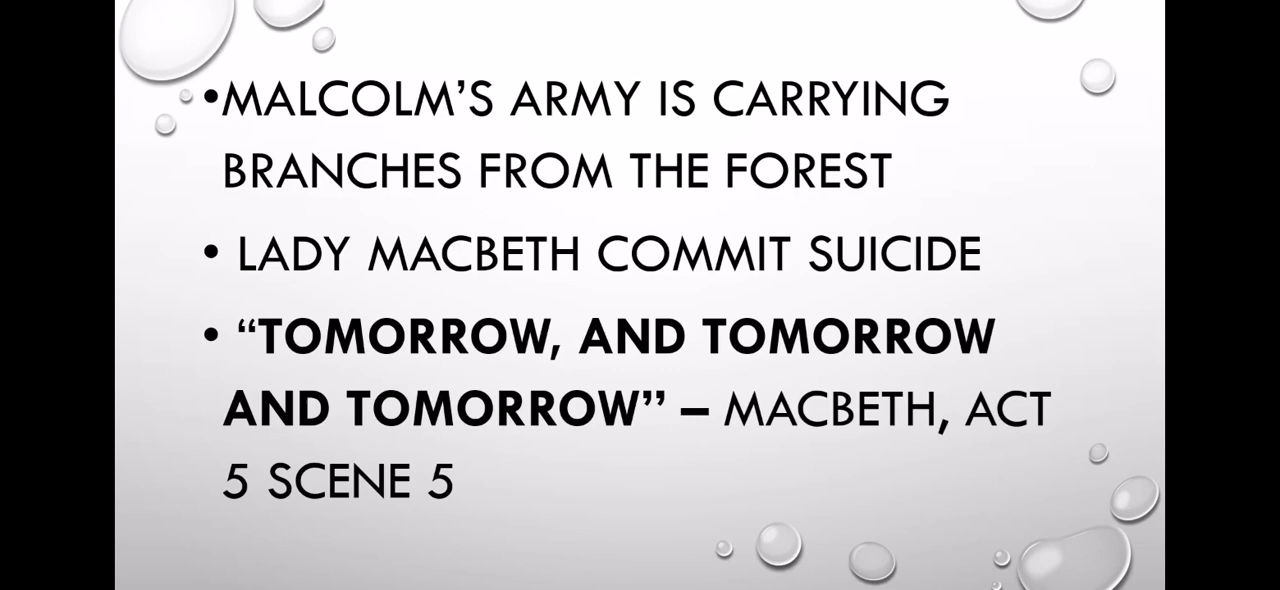 •MALCOLM’S ARMY IS CARRYING
BRANCHES FROM THE FOREST
• LADY MACBETH COMMIT SUICIDE
• “TOMORROW, AND TOMORROW
AND TOMORROW” – MACBETH, ACT
5 SCENE 5